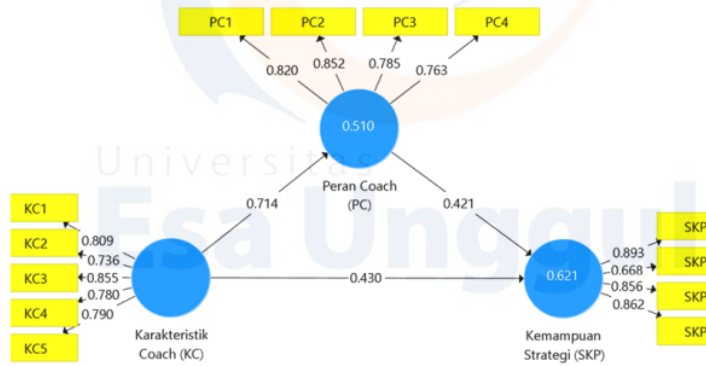 PC1 PC2 PC3 PC4
0.820 0.852 0.785 0.763
0.510
Universitas
Esa Unggul
Peran Coach
(PC)
0.714 0.421
KC1
KC2
KC3
KC4
KC5
0.809
0.736
0.855
0.780
0.790
0.430
0.621
0.893
0.668
0.856
0.862
SKP
SKP
SKP
SKP
Karakteristik
Coach (KC)
Kemampuan
Strategi (SKP)